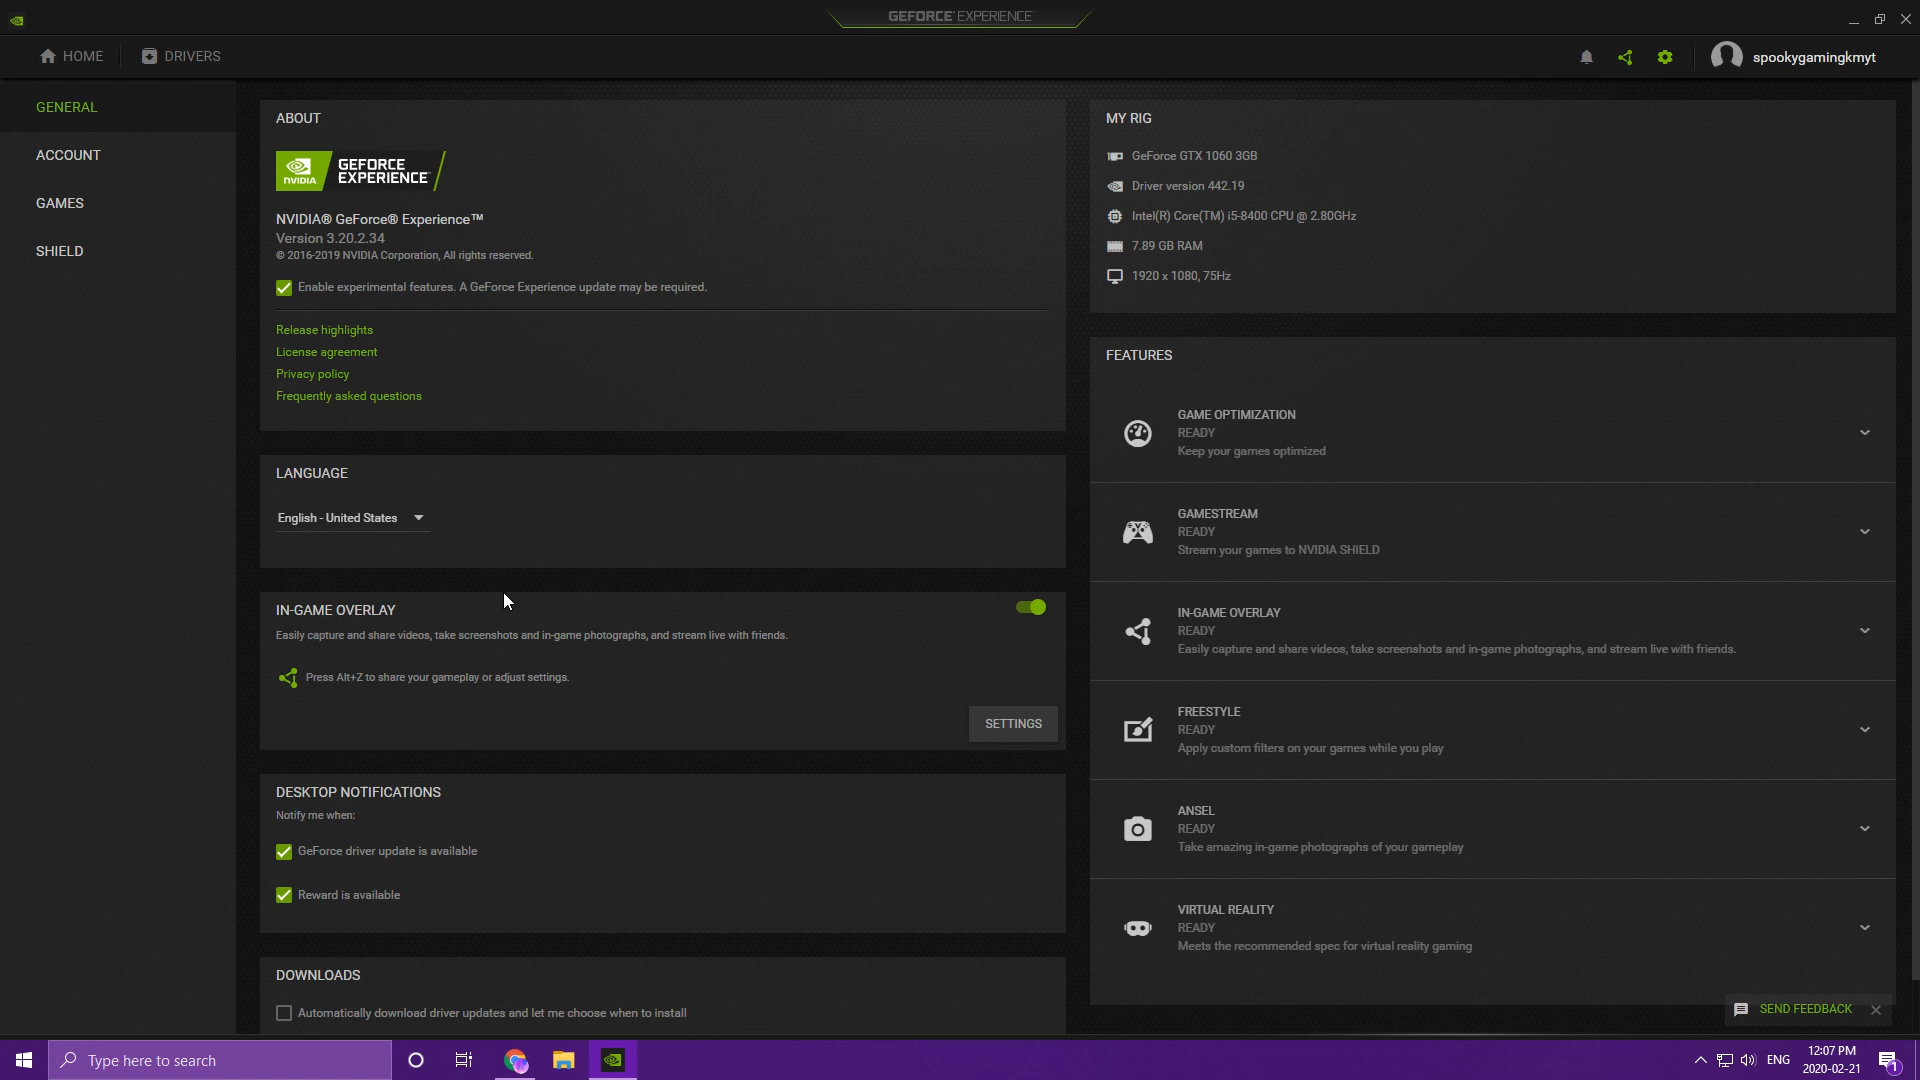 GEFORCE® EXPERIENCE™
HOME
DRIVERS
spookygamingkmyt
GENERAL
ACCOUNT
GAMES
SHIELD
ABOUT
NVIDIA.
GEFORCE
EXPERIENCE™
NVIDIA® GeForce® Experience™
Version 3.20.2.34
© 2016-2019 NVIDIA Corporation, All rights reserved.
Enable experimental features. A GeForce Experience update may be required.
Release highlights
License agreement
Privacy policy
Frequently asked questions
LANGUAGE
English - United States
IN-GAME OVERLAY
Easily capture and share videos, take screenshots and in-game photographs, and stream live with friends.
Press Alt+Z to share your gameplay or adjust settings.
SETTINGS
DESKTOP NOTIFICATIONS
Notify me when:
GeForce driver update is available
Reward is available
DOWNLOADS
Automatically download driver updates and let me choose when to install
MY RIG
GeForce GTX 1060 3GB
Driver version 442.19
Intel(R) Core(TM) i5-8400 CPU @ 2.80GHz
7.89 GB RAM
1920 x 1080, 75Hz
FEATURES
GAME OPTIMIZATION
READY
Keep your games optimized
GAMESTREAM
READY
Stream your games to NVIDIA SHIELD
IN-GAME OVERLAY
READY
Easily capture and share videos, take screenshots and in-game photographs, and stream live with friends.
FREESTYLE
READY
Apply custom filters on your games while you play
ANSEL
READY
Take amazing in-game photographs of your gameplay
VIRTUAL REALITY
READY
Meets the recommended spec for virtual reality gaming
SEND FEEDBACK
Type here to search
ENG
12:07 PM
2020-02-21
1